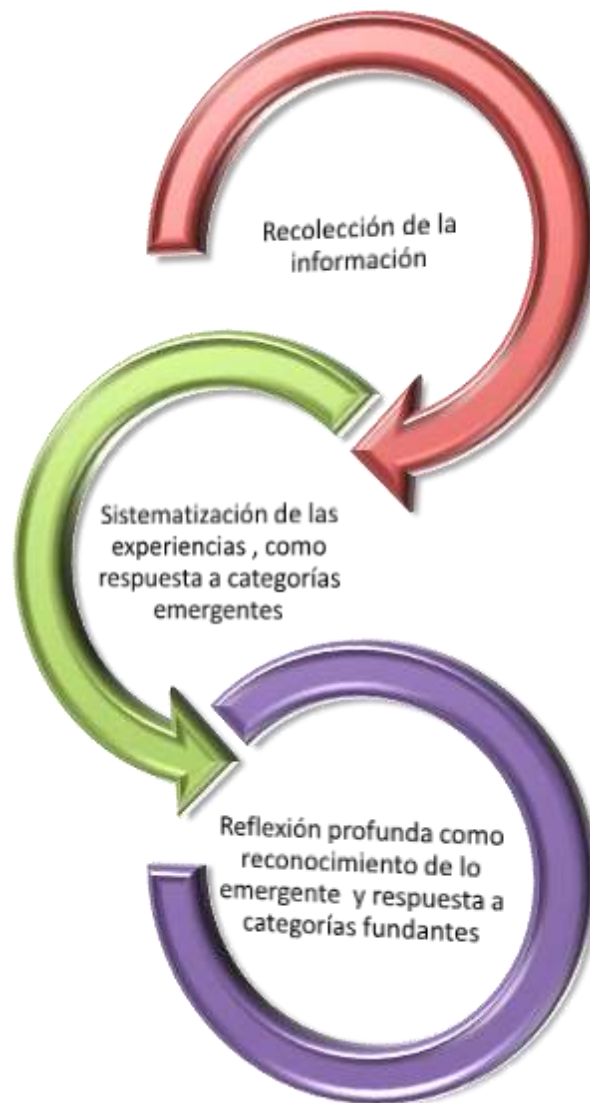 Recolección de la
información
Sistematización de las
experiencias , como
respuesta a categorías
emergentes
Reflexión profunda como
reconocimiento de lo
emergente y respuesta a
categorías fundantes